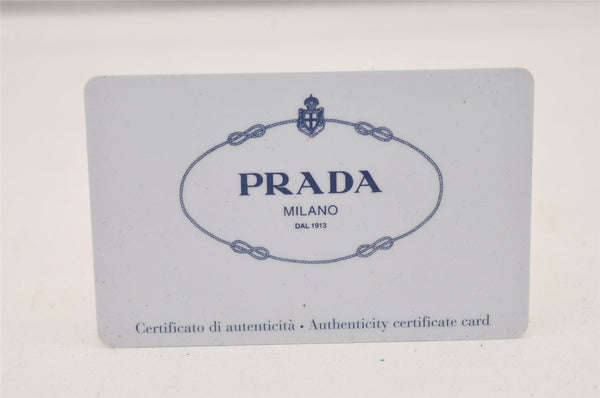 PRADA
MILANO
DAL 1913
Certificato di autenticità • Authenticity certificate card